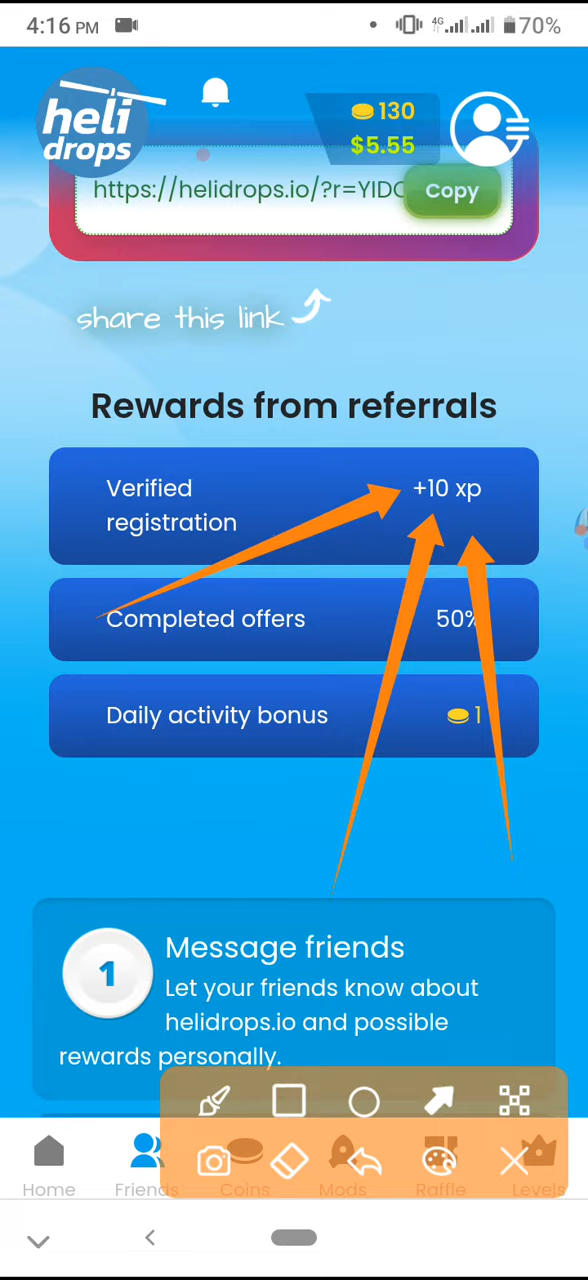 4:16 PM
4G
70%
heli
drops
130
$5.55
https://helidrops.io/?r=YID
Copy
share this link
Rewards from referrals
Verified
registration
+10 xp
Completed offers
50%
Daily activity bonus
1
1
Message friends
Let your friends know about
helidrops.io and possible
rewards personally.
Home
Friends
Coins
Mods
Raffle
Levels